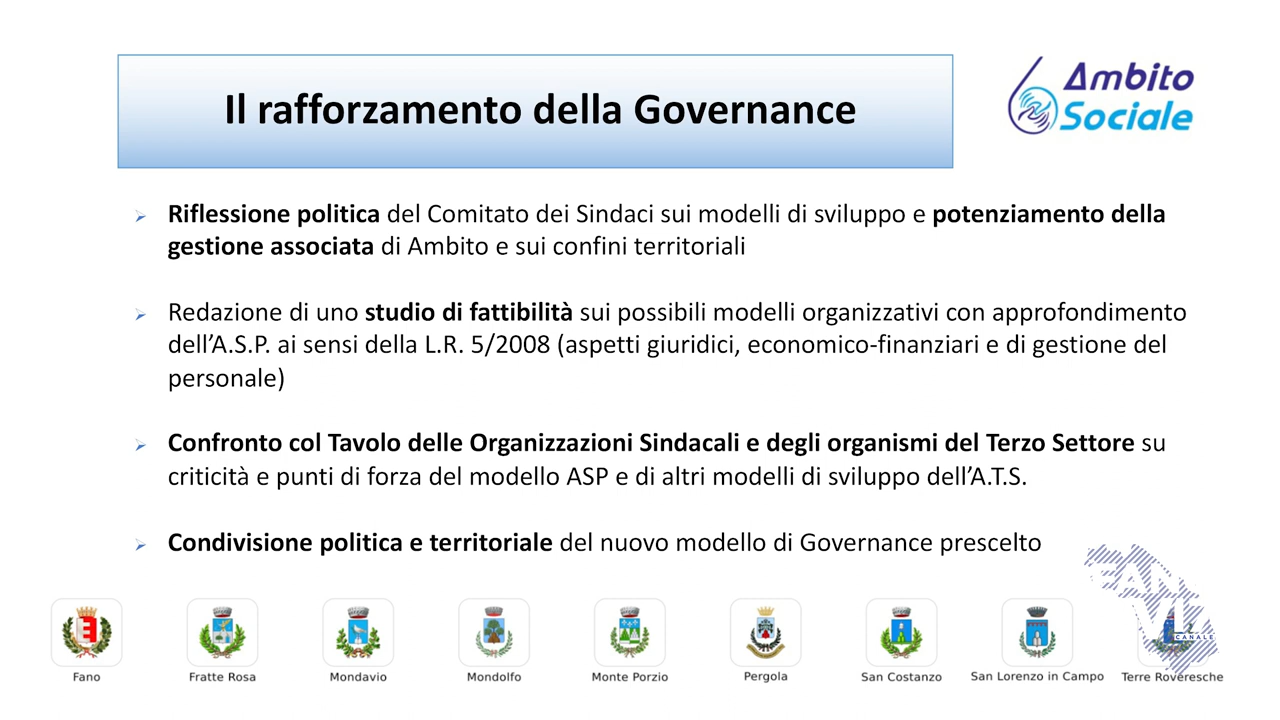 Il rafforzamento della Governance
Ambito
Sociale
Riflessione politica del Comitato dei Sindaci sui modelli di sviluppo e potenziamento della
gestione associata di Ambito e sui confini territoriali
Redazione di uno studio di fattibilità sui possibili modelli organizzativi con approfondimento
dell’A.S.P. ai sensi della L.R. 5/2008 (aspetti giuridici, economico-finanziari e di gestione del
personale)
Confronto col Tavolo delle Organizzazioni Sindacali e degli organismi del Terzo Settore su
criticità e punti di forza del modello ASP e di altri modelli di sviluppo dell’A.T.S.
Condivisione politica e territoriale del nuovo modello di Governance prescelto
CANALE
Fano
Fratte Rosa
Mondavio
Mondolfo
Monte Porzio
Pergola
San Costanzo
San Lorenzo in Campo
Terre Roveresche